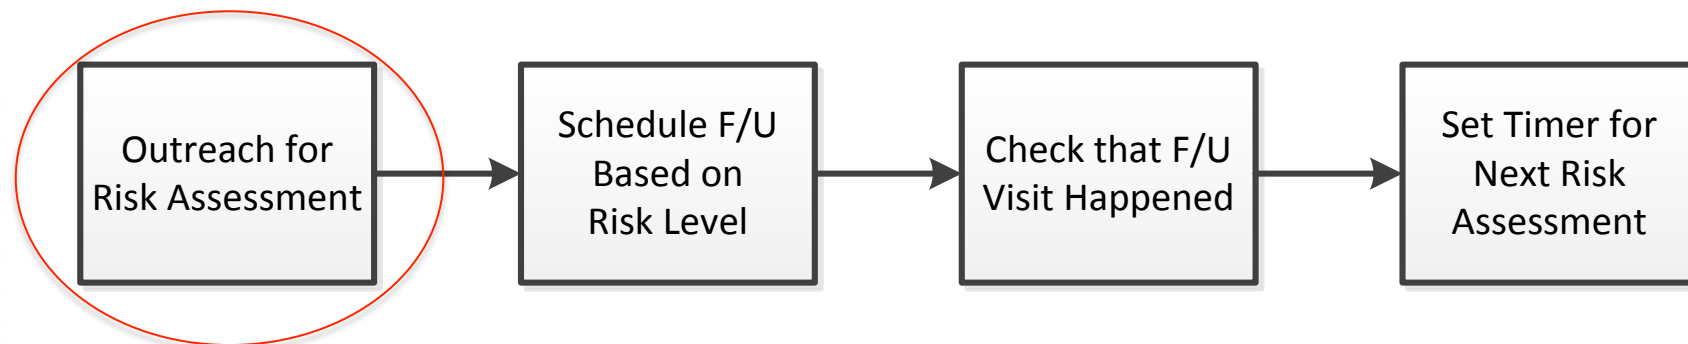 Outreach for
Risk Assessment
Schedule F/U
Based on
Risk Level
Check that F/U
Visit Happened
Set Timer for
Next Risk
Assessment